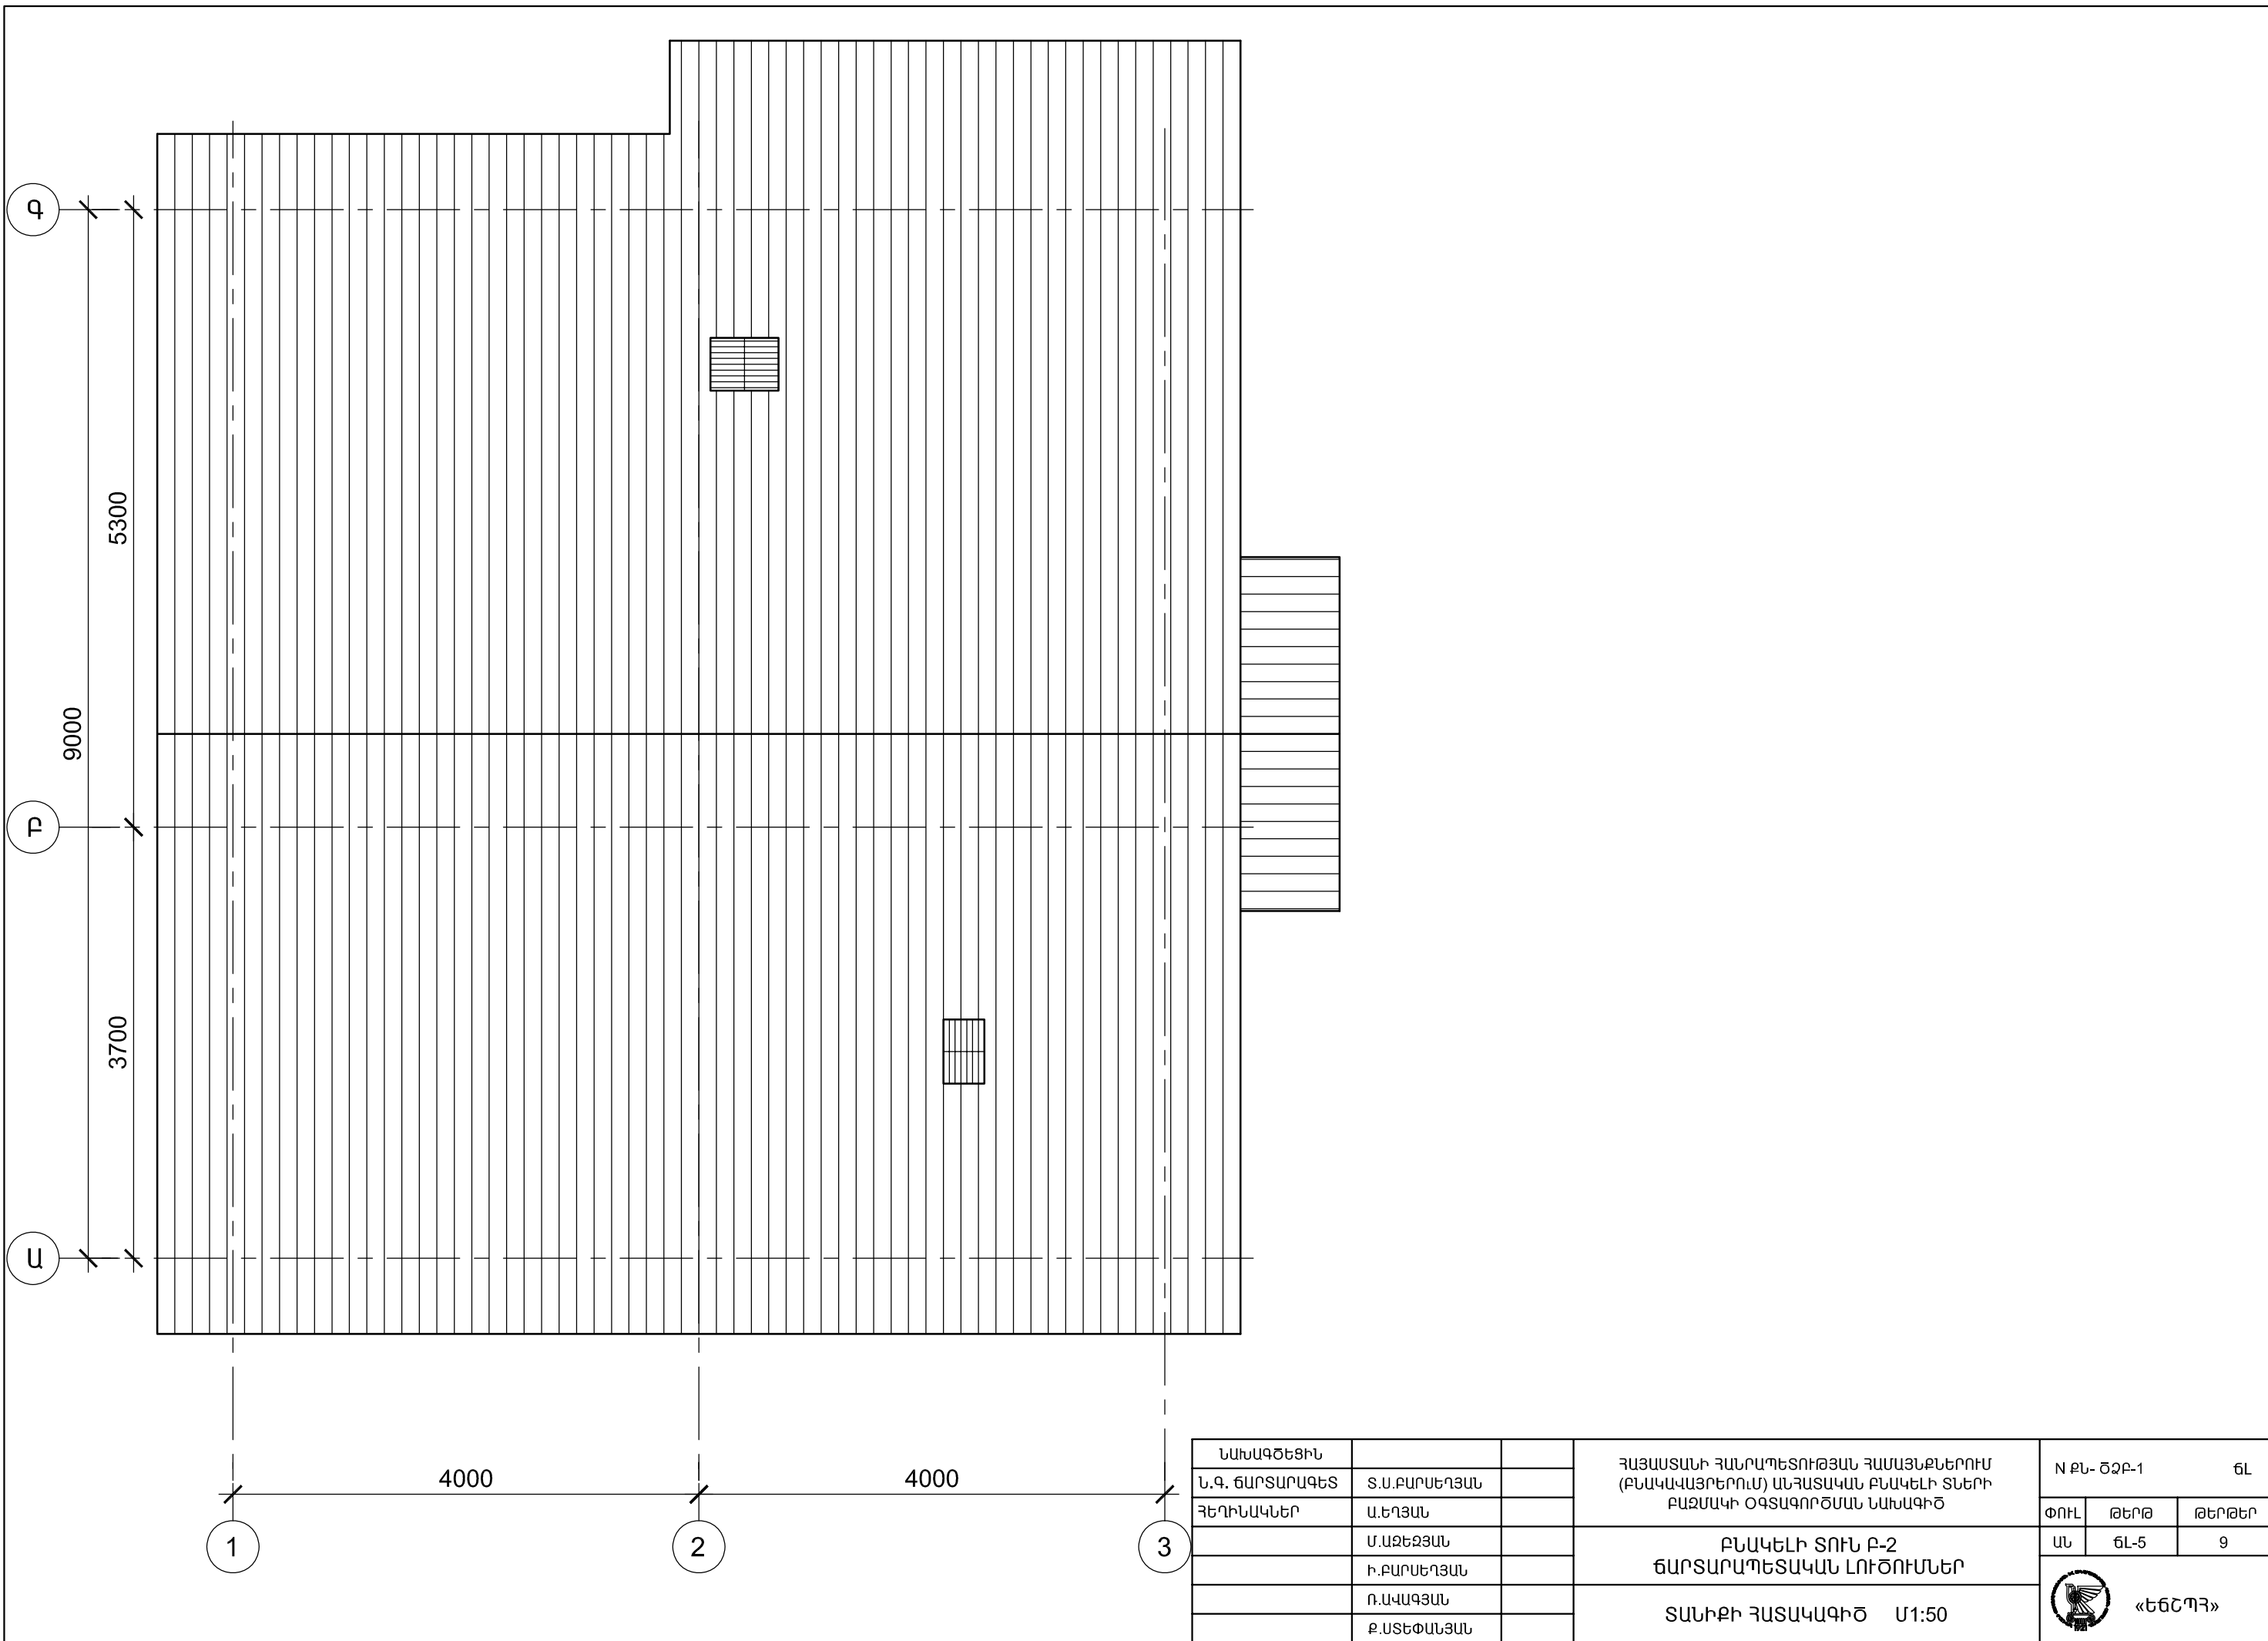 Գ
5300
9000
Բ
3700
Ա
4000
4000
1
2
3
ՆԱԽԱԳԾԵՑԻՆ
Ն.Գ. ՃԱՐՏԱՐԱԳԵՏ
Տ.Ս.ԲԱՐՍԵՂՅԱՆ
ՀԵՂԻՆԱԿՆԵՐ
Ա.ԵՂՅԱՆ
Մ.ԱԶԵԶՅԱՆ
Ի.ԲԱՐՍԵՂՅԱՆ
Ռ.ԱՎԱԳՅԱՆ
Ք.ՍՏԵՓԱՆՅԱՆ
ՀԱՅԱՍՏԱՆԻ ՀԱՆՐԱՊԵՏՈՒԹՅԱՆ ՀԱՄԱՅՆՔՆԵՐՈՒՄ
(ԲՆԱԿԱՎԱՅՐԵՐՈւՄ) ԱՆՀԱՏԱԿԱՆ ԲՆԱԿԵԼԻ ՏՆԵՐԻ
ԲԱԶՄԱԿԻ ՕԳՏԱԳՈՐԾՄԱՆ ՆԱԽԱԳԻԾ
ԲՆԱԿԵԼԻ ՏՈՒՆ Բ-2
ՃԱՐՏԱՐԱՊԵՏԱԿԱՆ ԼՈՒԾՈՒՄՆԵՐ
ՏԱՆԻՔԻ ՀԱՏԱԿԱԳԻԾ Մ1:50
N ՔՆ- ԾՁԲ-1 ՃԼ
ՓՈՒԼ ԹԵՐԹ ԹԵՐԹԵՐ
ԱՆ ՃԼ-5 9
«ԵՃՇՊՀ»